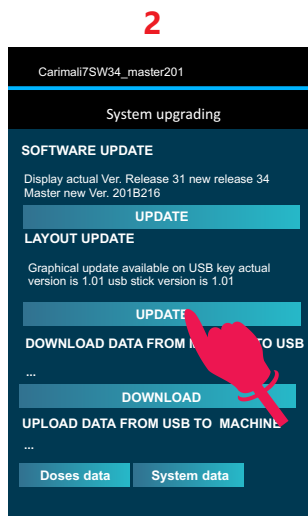 2
Carimali7SW34_master201
System upgrading
SOFTWARE UPDATE
Display actual Ver. Release 31 new release 34
Master new Ver. 201B216
UPDATE
LAYOUT UPDATE
Graphical update available on USB key actual
version is 1.01 usb stick version is 1.01
UPDATE
DOWNLOAD DATA FROM TO USB
...
DOWNLOAD
UPLOAD DATA FROM USB TO MACHINE
...
Doses data System data